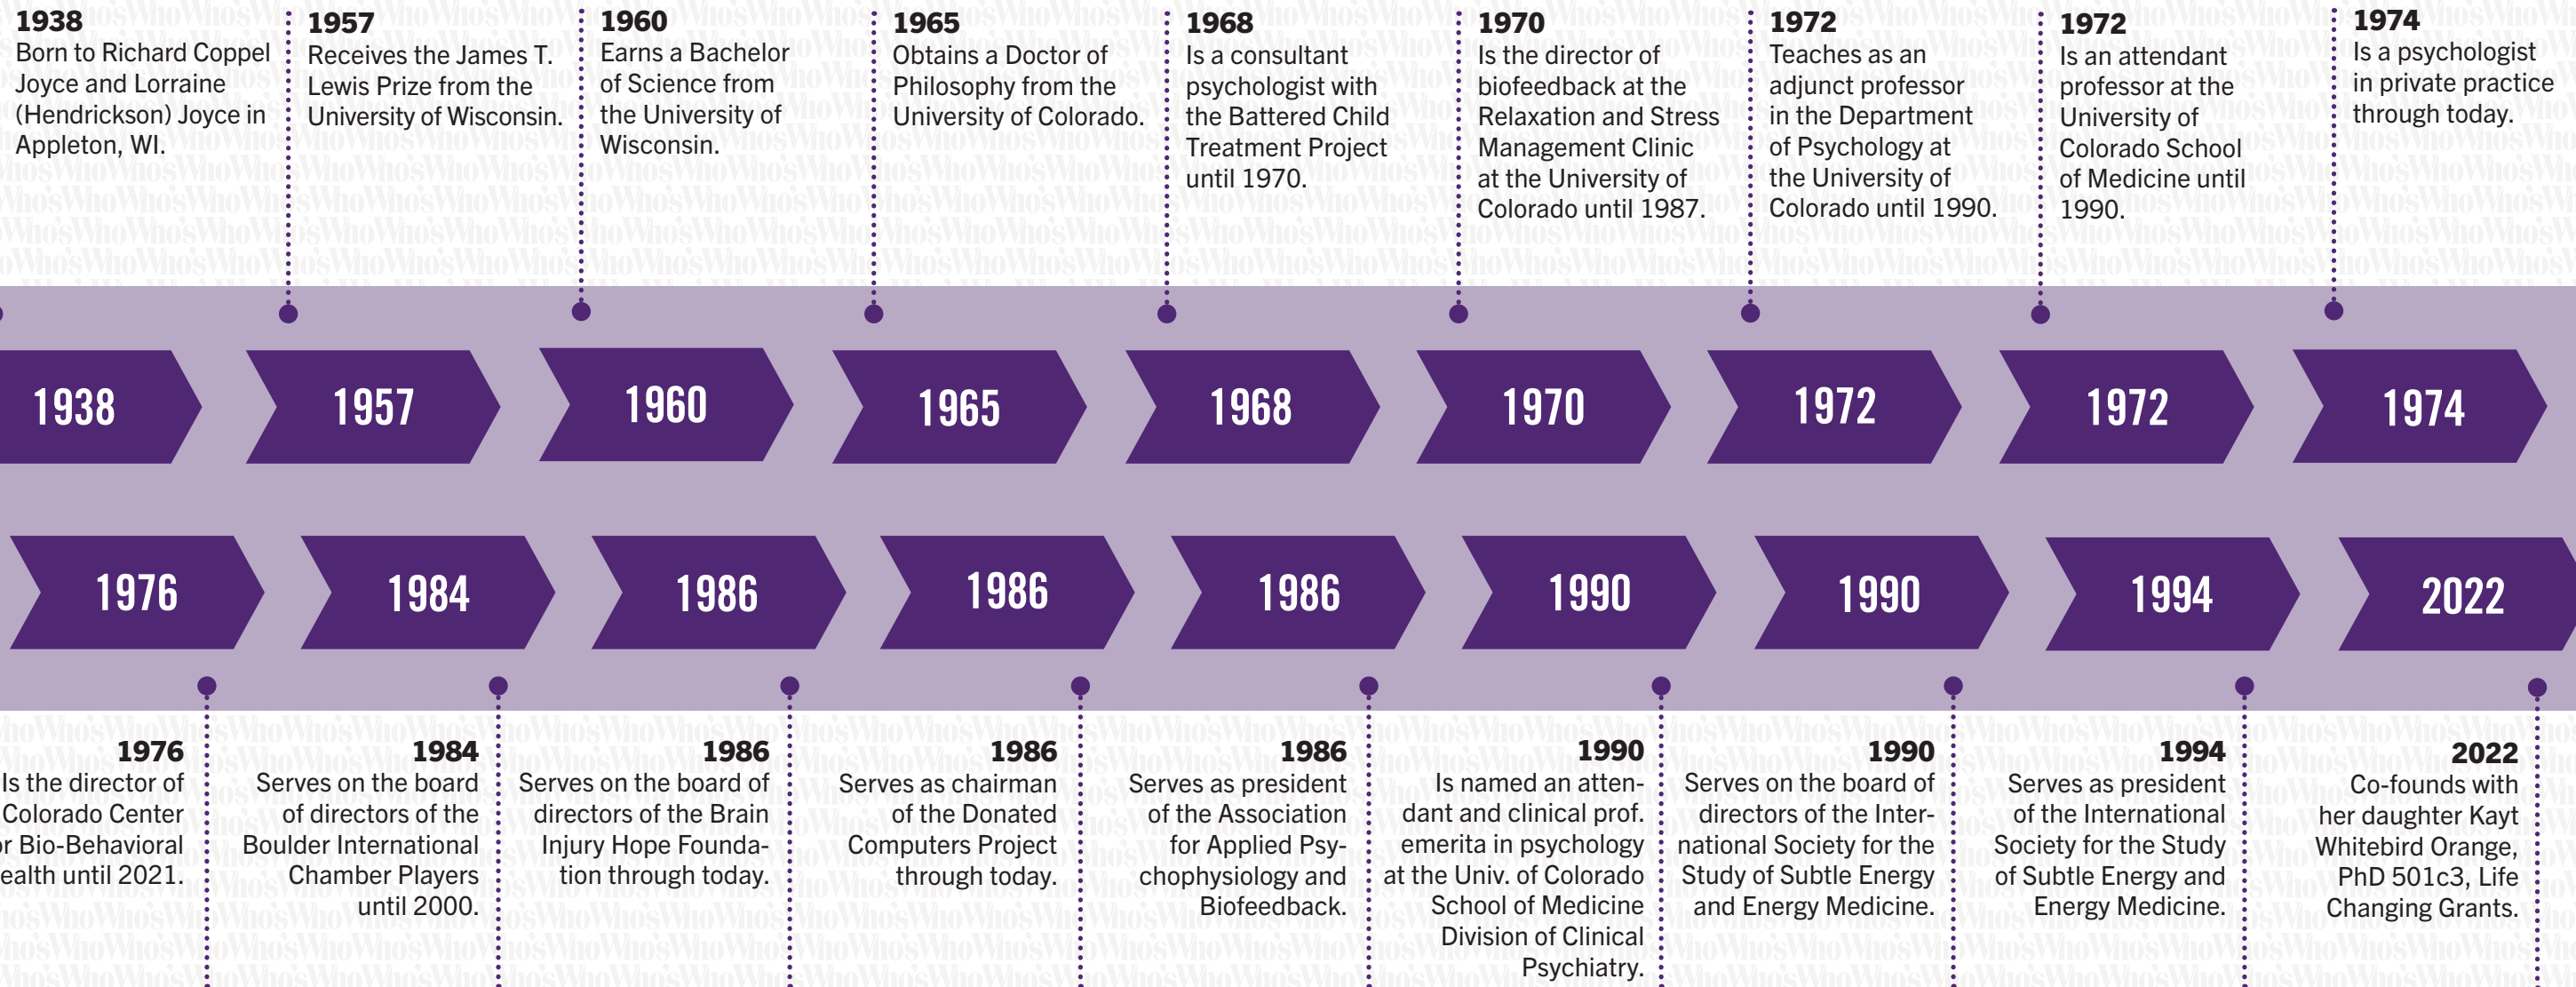 1938
Born to Richard Coppel
Joyce and Lorraine
(Hendrickson) Joyce in
Appleton, WI.
1957
Receives the James T.
Lewis Prize from the
University of Wisconsin.
1960
Earns a Bachelor
of Science from
the University of
Wisconsin.
1965
Obtains a Doctor of
Philosophy from the
University of Colorado.
1968
Is a consultant
psychologist with
the Battered Child
Treatment Project
until 1970.
1970
Is the director of
biofeedback at the
Relaxation and Stress
Management Clinic
at the University of
Colorado until 1987.
1972
Teaches as an
adjunct professor
in the Department
of Psychology at
the University of
Colorado until 1990.
1972
Is an attendant
professor at the
University of
Colorado School
of Medicine until
1990.
1974
Is a psychologist
in private practice
through today.
1938
1957
1960
1965
1968
1970
1972
1972
1974
1976
1984
1986
1986
1986
1990
1990
1994
2022
1976
Is the director of
Colorado Center
Bio-Behavioral
until 2021.
1984
Serves on the board
of directors of the
Boulder International
Chamber Players
until 2000.
1986
Serves on the board of
directors of the Brain
Injury Hope Founda-
tion through today.
1986
Serves as chairman
of the Donated
Computers Project
through today.
1986
Serves as president
of the Association
for Applied Psy-
chophysiology and
Biofeedback.
1990
Is named an atten-
dant and clinical prof.
emerita in psychology
at the Univ. of Colorado
School of Medicine
Division of Clinical
Psychiatry.
1990
Serves on the board of
directors of the Inter-
national Society for the
Study of Subtle Energy
and Energy Medicine.
1994
Serves as president
of the International
Society for the Study
of Subtle Energy and
Energy Medicine.
2022
Co-founds with
her daughter Kayt
Whitebird Orange,
PhD 501c3, Life
Changing Grants.